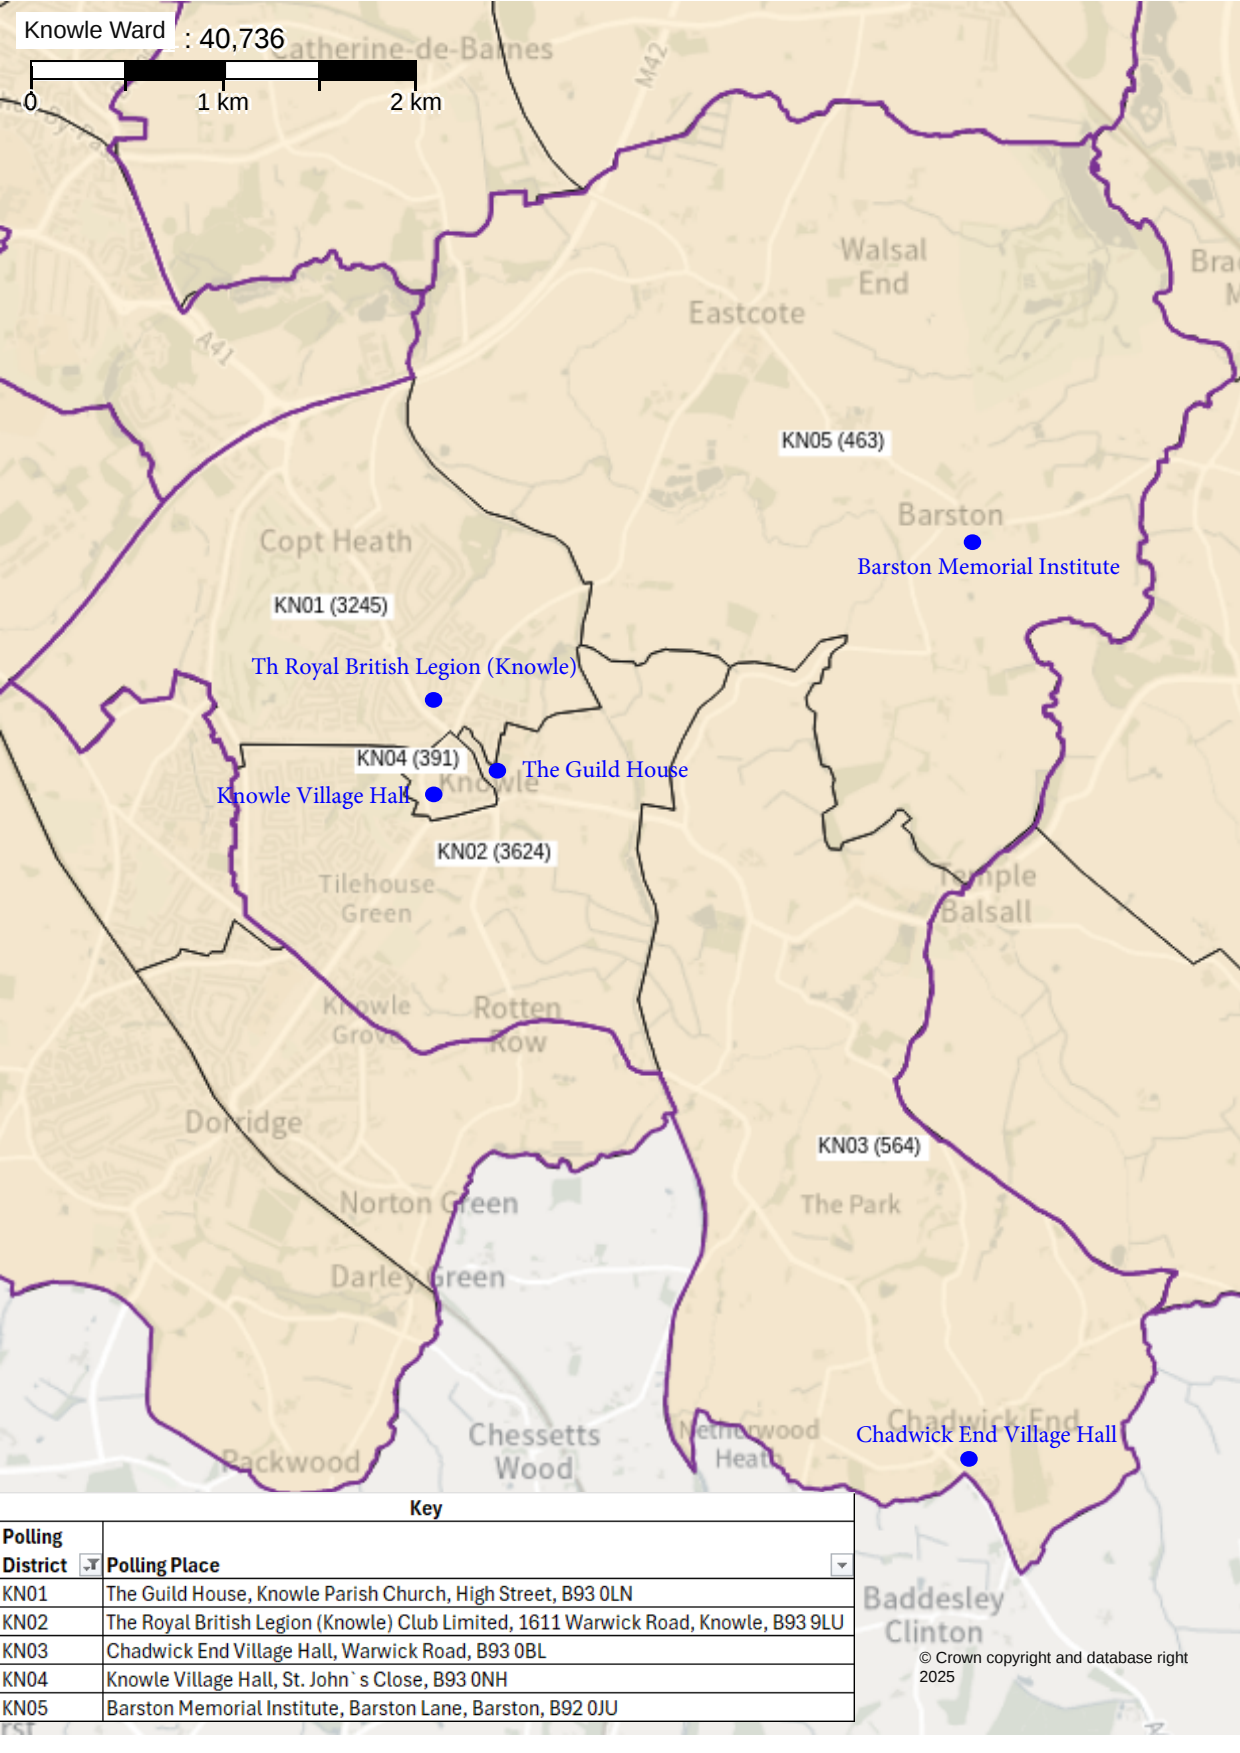 Knowle Ward : 40,736
0 1 km 2 km
Catherine-de-Barnes
M42
Walsal
End
Eastcote
A41
KN05 (463)
Barston
Barston Memorial Institute
Copt Heath
KN01 (3245)
Th Royal British Legion (Knowle)
KN04 (391)
Knowle
The Guild House
Knowle Village Hall
KN02 (3624)
Tilehouse
Green
Temple
Balsall
Knowle
Grove
Rotten
Row
Dorridge
KN03 (564)
The Park
Norton Green
Darley Green
Chessetts
Wood
Netherwood
Heath
Chadwick End
Chadwick End Village Hall
Packwood
Baddesley
Clinton
© Crown copyright and database right
2025
Key
Polling
District Polling Place
KN01 The Guild House, Knowle Parish Church, High Street, B93 0LN
KN02 The Royal British Legion (Knowle) Club Limited, 1611 Warwick Road, Knowle, B93 9LU
KN03 Chadwick End Village Hall, Warwick Road, B93 0BL
KN04 Knowle Village Hall, St. John`s Close, B93 0NH
KN05 Barston Memorial Institute, Barston Lane, Barston, B92 0JU